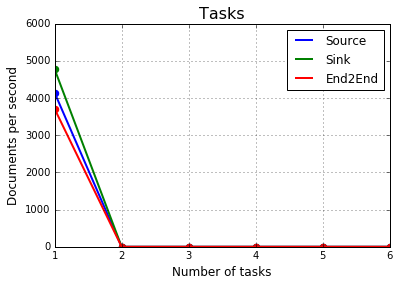 Tasks
6000
5000
4000
3000
2000
1000
0
Documents per second
Source
Sink
End2End
1 2 3 4 5 6
Number of tasks